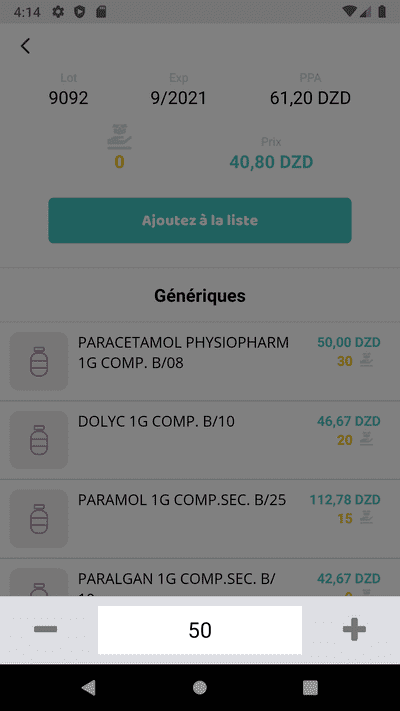 4:14
Lot
Exp
PPA
9092
9/2021
61,20 DZD
Prix
0
40,80 DZD
Ajoutez à la liste
Génériques
PARACETAMOL PHYSIOPHARM
1G COMP. B/08
50,00 DZD
30
DOLYC 1G COMP. B/10
46,67 DZD
20
PARAMOL 1G COMP.SEC. B/25
112,78 DZD
15
PARALGAN 1G COMP.SEC. B/
42,67 DZD
50